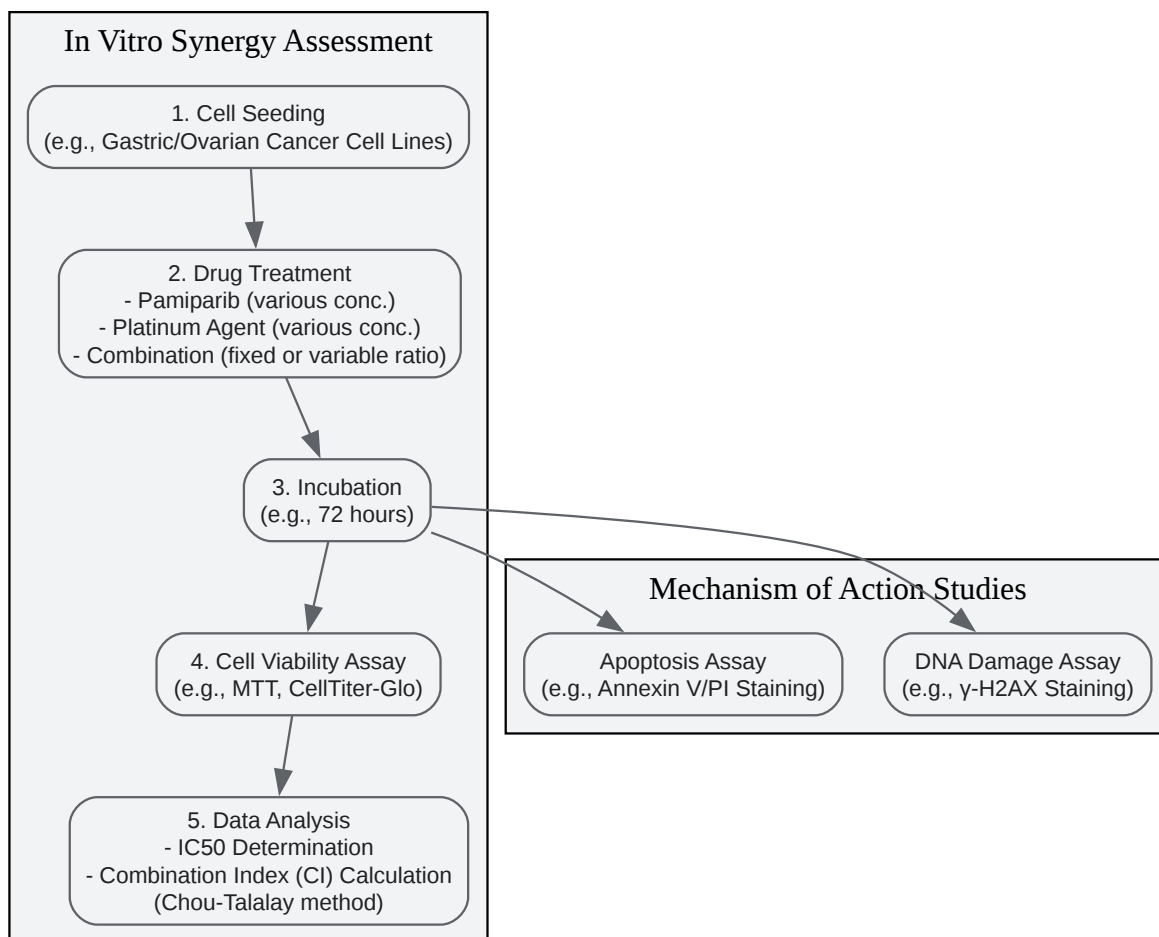 In Vitro Synergy Assessment
1. Cell Seeding
(e.g., Gastric/Ovarian Cancer Cell Lines)
2. Drug Treatment
- Pamiparib (various conc.)
- Platinum Agent (various conc.)
- Combination (fixed or variable ratio)
3. Incubation
(e.g., 72 hours)
4. Cell Viability Assay
(e.g., MTT, CellTiter-Glo)
5. Data Analysis
- IC50 Determination
- Combination Index (CI) Calculation
(Chou-Talalay method)
Mechanism of Action Studies
Apoptosis Assay
(e.g., Annexin V/PI Staining)
DNA Damage Assay
(e.g., γ-H2AX Staining)